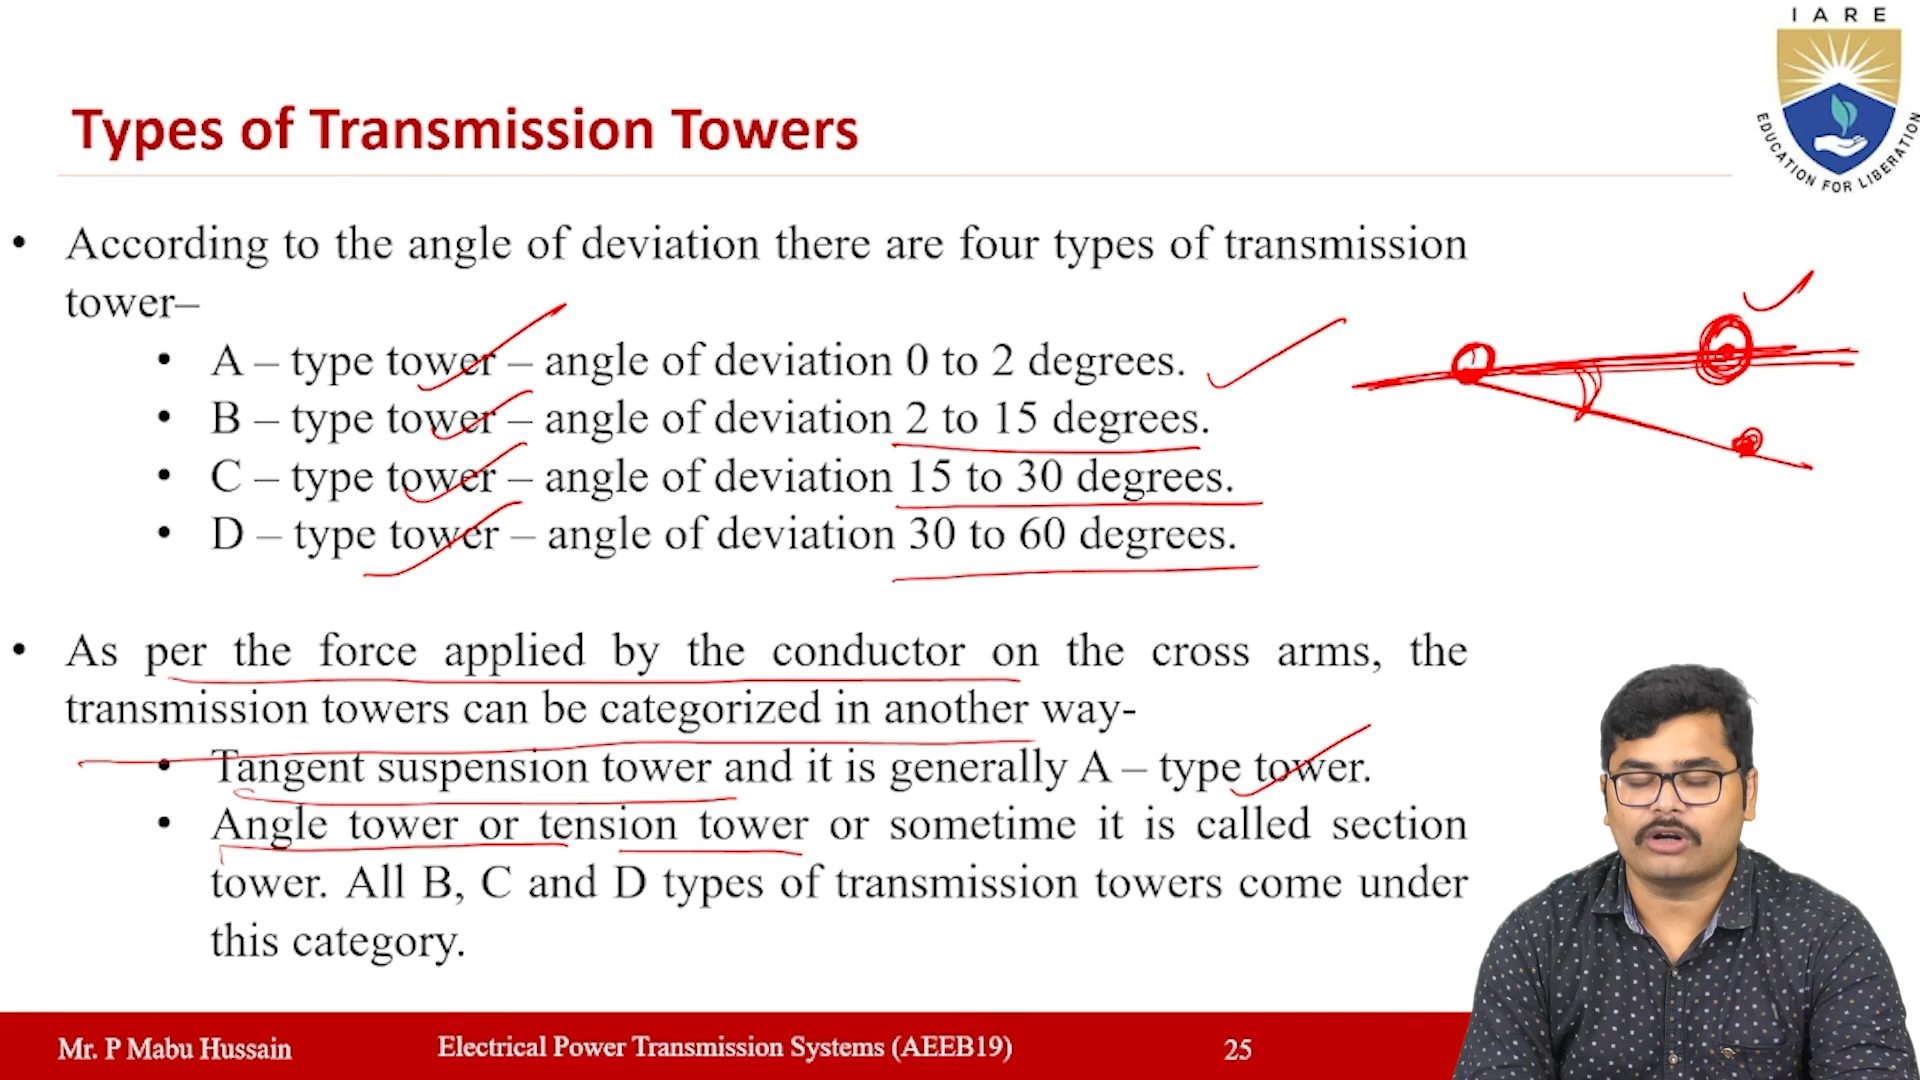 IARE
EDUCATION FOR LIBERATION
Types of Transmission Towers
• According to the angle of deviation there are four types of transmission
tower–
• A – type tower – angle of deviation 0 to 2 degrees.
• B – type tower – angle of deviation 2 to 15 degrees.
• C – type tower – angle of deviation 15 to 30 degrees.
• D – type tower – angle of deviation 30 to 60 degrees.
• As per the force applied by the conductor on the cross arms, the
transmission towers can be categorized in another way-
• Tangent suspension tower and it is generally A – type tower.
• Angle tower or tension tower or sometime it is called section
tower. All B, C and D types of transmission towers come under
this category.
Mr. P Mabu Hussain
Electrical Power Transmission Systems (AEEB19)
25